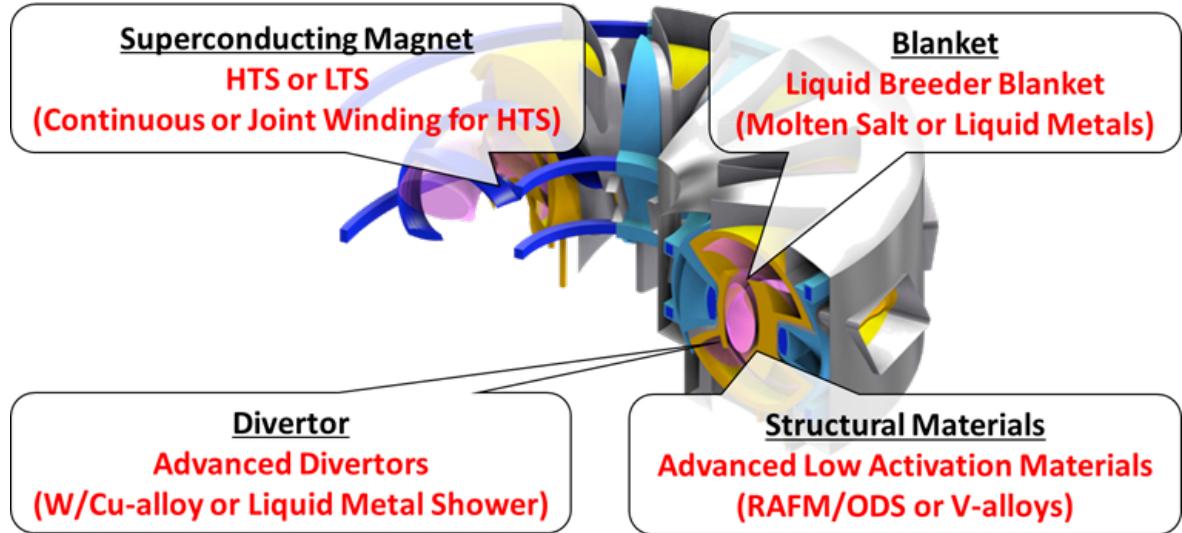 Superconducting Magnet
HTS or LTS
(Continuous or Joint Winding for HTS)
Blanket
Liquid Breeder Blanket
(Molten Salt or Liquid Metals)
Divertor
Advanced Divertors
(W/Cu-alloy or Liquid Metal Shower)
Structural Materials
Advanced Low Activation Materials
(RAFM/ODS or V-alloys)